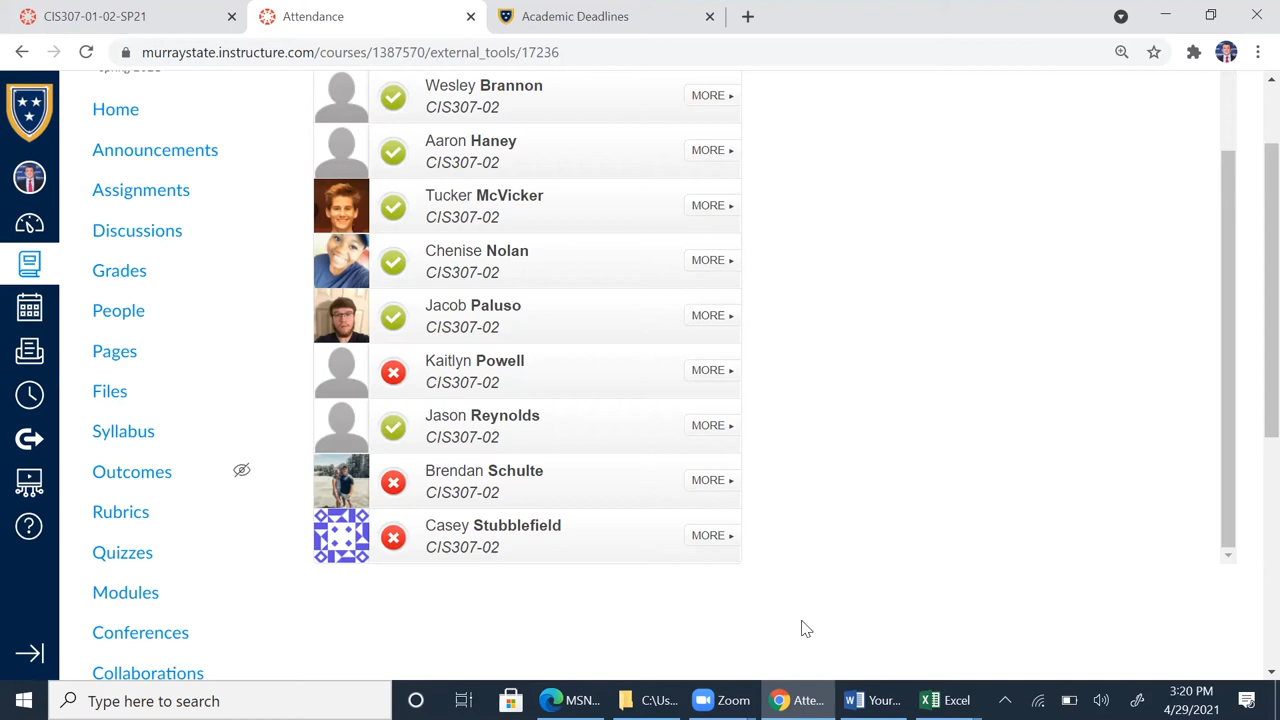 CIS307-01-02-SP21
Attendance
Academic Deadlines
murraystate.instructure.com/courses/1387570/external_tools/17236
Spring 2021
Home
Announcements
Assignments
Discussions
Grades
People
Pages
Files
Syllabus
Outcomes
Rubrics
Quizzes
Modules
Conferences
Collaborations
Wesley Brannon
CIS307-02
MORE ▸
Aaron Haney
CIS307-02
MORE ▸
Tucker McVicker
CIS307-02
MORE ▸
Chenise Nolan
CIS307-02
MORE ▸
Jacob Paluso
CIS307-02
MORE ▸
Kaitlyn Powell
CIS307-02
MORE ▸
Jason Reynolds
CIS307-02
MORE ▸
Brendan Schulte
CIS307-02
MORE ▸
Casey Stubblefield
CIS307-02
MORE ▸
Type here to search
MSN...
C:\Us...
Zoom
Atte...
Your...
Excel
3:20 PM
4/29/2021